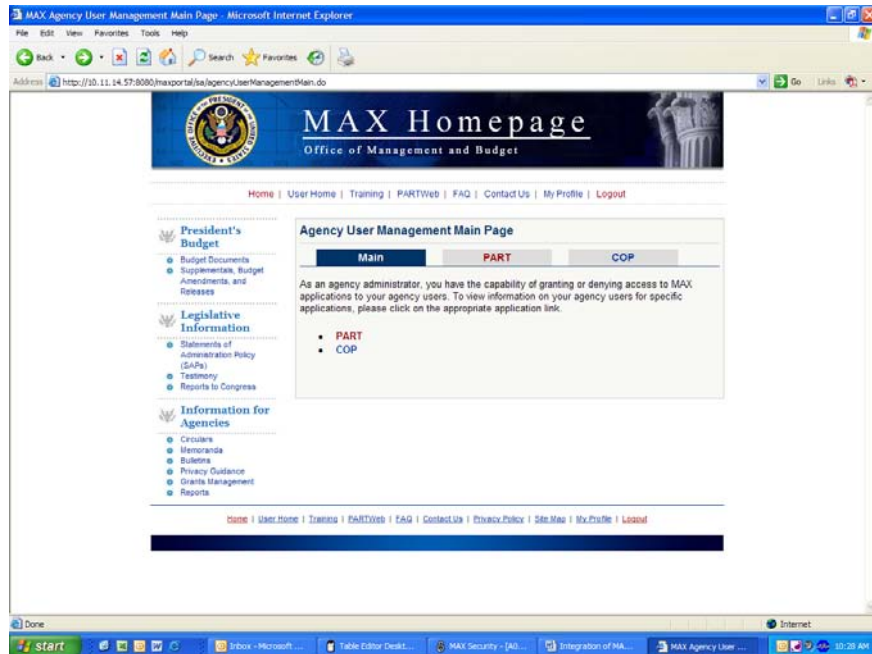 MAX Agency User Management Main Page - Microsoft Internet Explorer
File Edit View Favorites Tools Help
Back Search Favorites
Address http://10.11.14.57:8080/maxportal/sa/agencyUserManagementMain.do Go Links
MAX Homepage
Office of Management and Budget
Home | User Home | Training | PARTWeb | FAQ | Contact Us | My Profile | Logout
President's
Budget
Budget Documents
Supplementals, Budget
Amendments, and
Releases
Legislative
Information
Statements of
Administration Policy
(SAPs)
Testimony
Reports to Congress
Information for
Agencies
Circulars
Memoranda
Bulletins
Privacy Guidance
Grants Management
Reports
Agency User Management Main Page
Main PART COP
As an agency administrator, you have the capability of granting or denying access to MAX
applications to your agency users. To view information on your agency users for specific
applications, please click on the appropriate application link.
PART
COP
Home | User Home | Training | PARTWeb | FAQ | Contact Us | Privacy Policy | Site Map | My Profile | Logout
Done Internet
start Inbox - Microsoft ... Table Editor Deskt... MAX Security - [A0... Integration of MA... MAX Agency User ... 10:28 AM